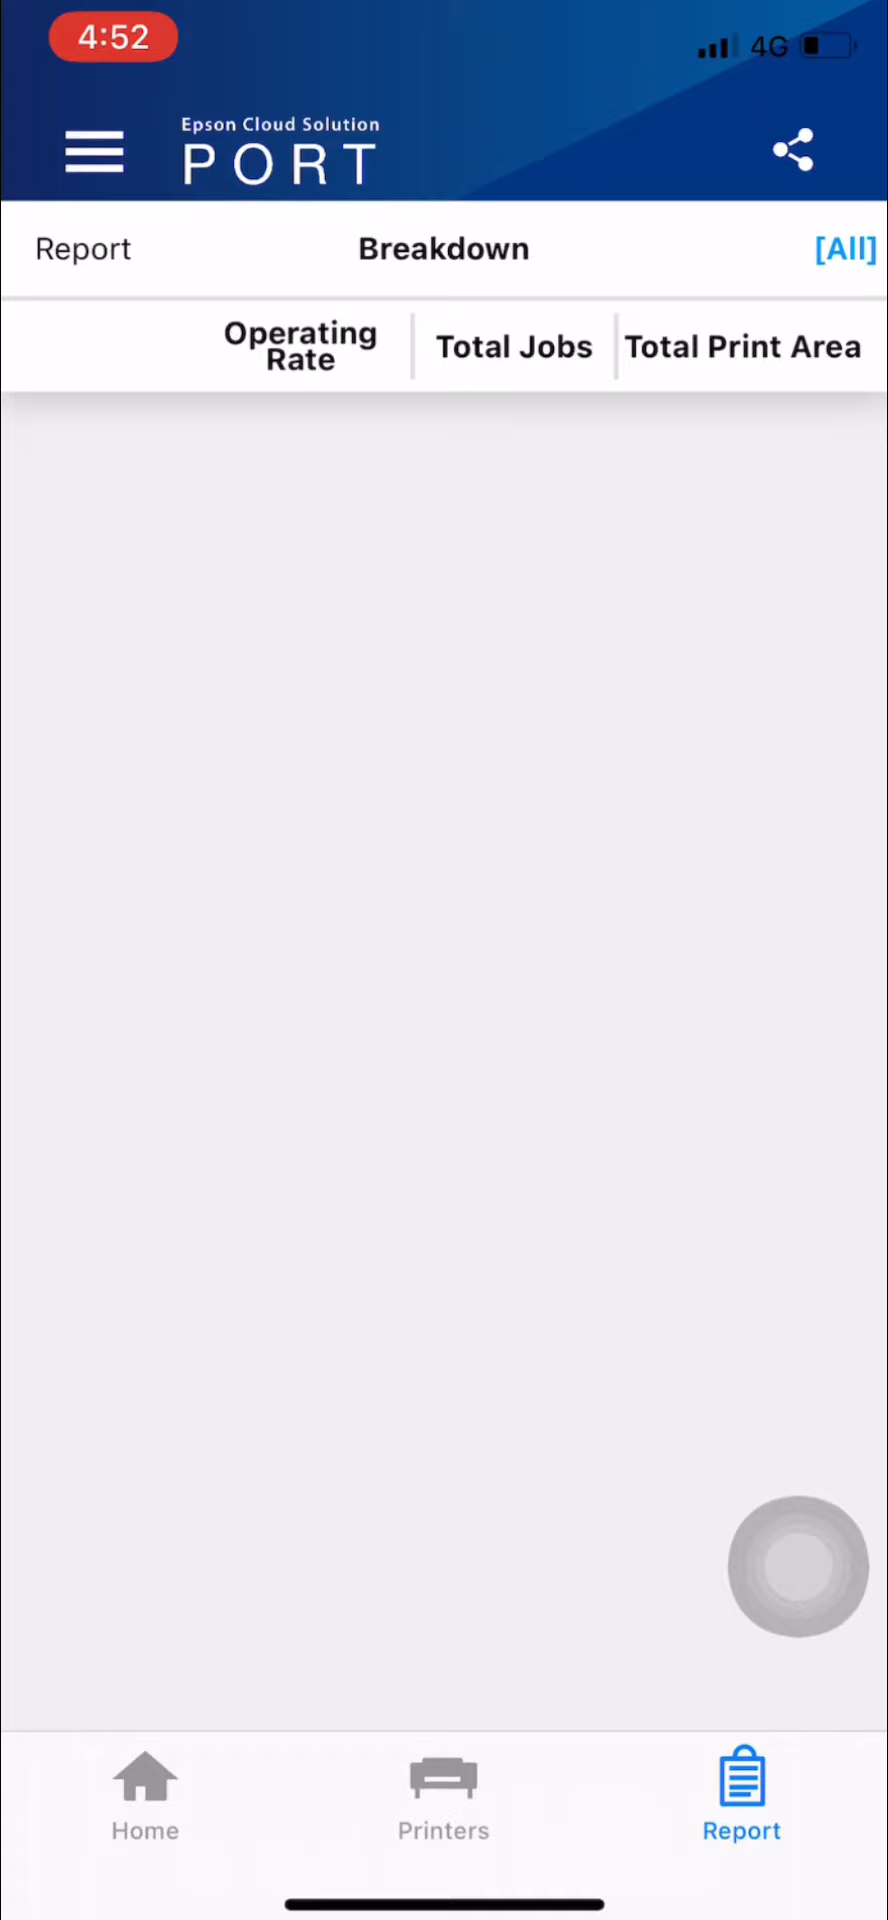 4:52
4G
Epson Cloud Solution
PORT
Report
Breakdown
[All]
Operating
Rate
Total Jobs
Total Print Area
Home
Printers
Report